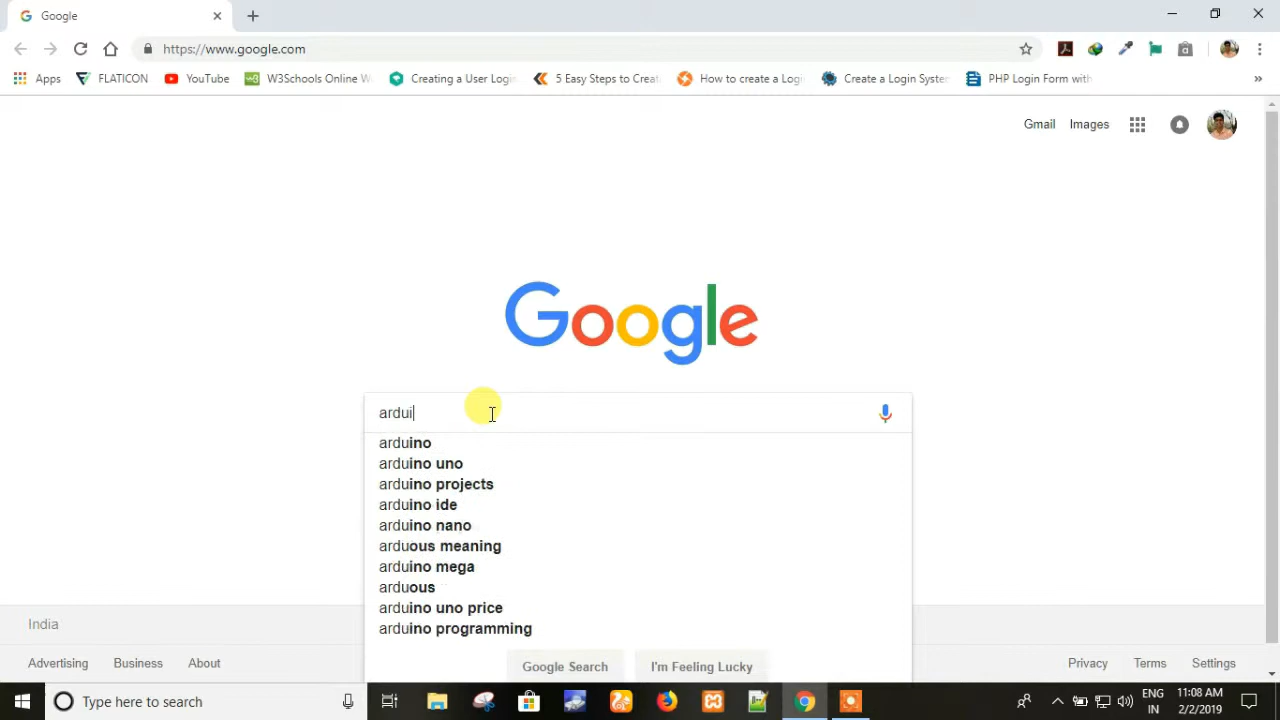 Google
https://www.google.com
Apps FLATICON YouTube W3Schools Online W Creating a User Logi 5 Easy Steps to Creat How to create a Logi Create a Login System PHP Login Form with »
Gmail Images
Google
ardui
arduino
arduino uno
arduino projects
arduino ide
arduino nano
arduous meaning
arduino mega
arduous
arduino uno price
arduino programming
Google Search I'm Feeling Lucky
India
Advertising Business About Privacy Terms Settings
Type here to search
ENG 11:08 AM
IN 2/2/2019